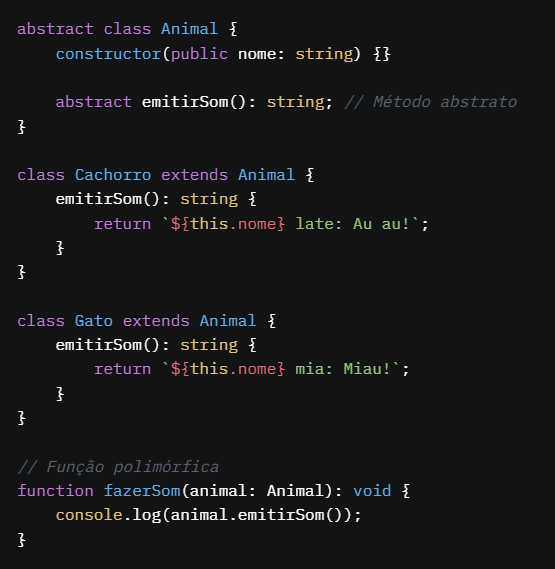 abstract class Animal {
    constructor(public nome: string) {}

    abstract emitirSom(): string; // Método abstrato
}

class Cachorro extends Animal {
    emitirSom(): string {
        return `${this.nome} late: Au au!`;
    }
}

class Gato extends Animal {
    emitirSom(): string {
        return `${this.nome} mia: Miau!`;
    }
}

// Função polimórfica
function fazerSom(animal: Animal): void {
    console.log(animal.emitirSom());
}